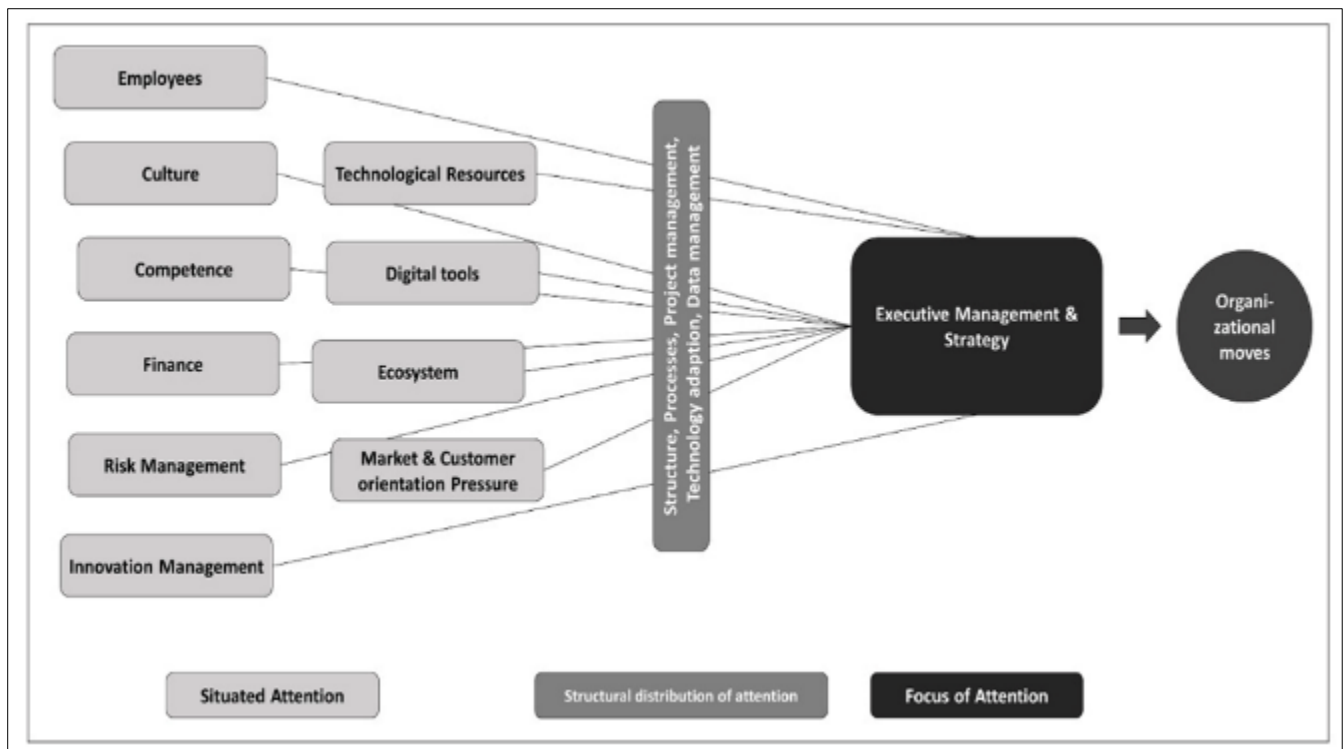 Employees
Culture
Technological Resources
Competence
Digital tools
Finance
Ecosystem
Risk Management
Market & Customer
orientation Pressure
Innovation Management
Structure, Processes, Project management,
Technology adaption, Data management
Executive Management &
Strategy
Organi-
zational
moves
Situated Attention
Structural distribution of attention
Focus of Attention